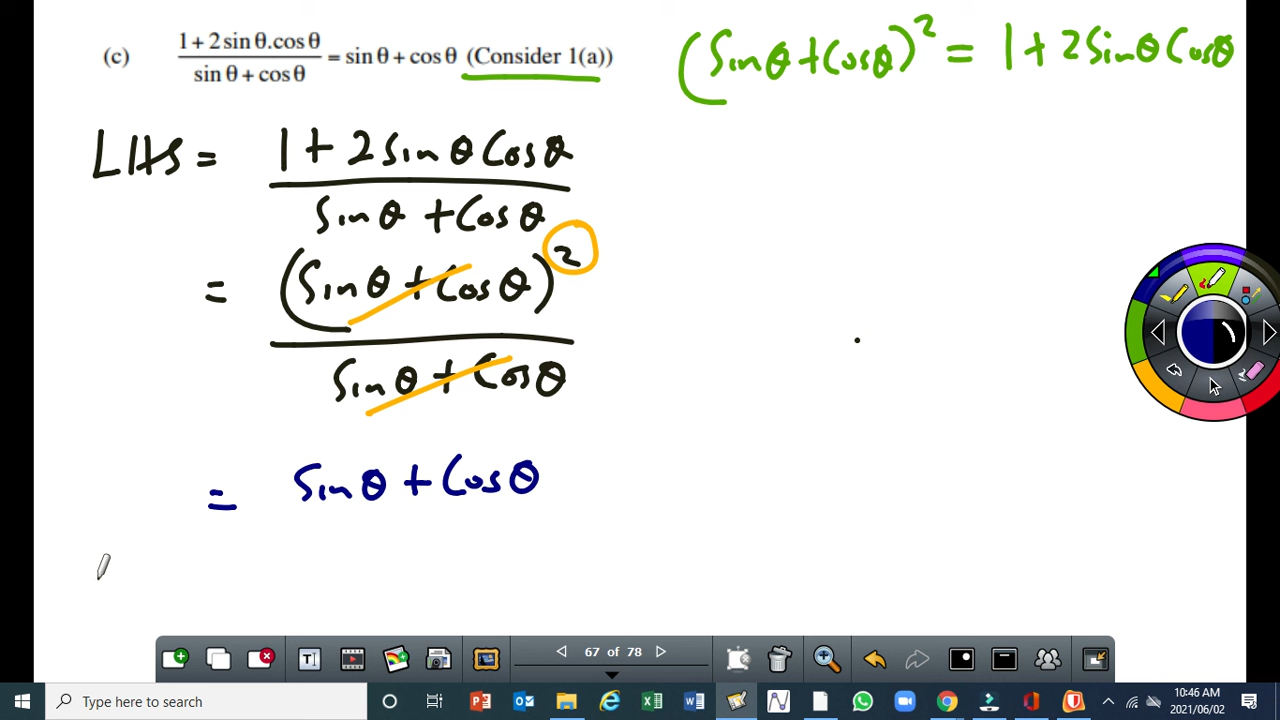 (c) 1+2sinθ.cosθ / sinθ+cosθ = sinθ+cosθ (Consider 1(a))
(Sinθ+Cosθ)² = 1+2SinθCosθ
LHS = 1+2SinθCosθ / Sinθ+Cosθ
= (Sinθ+Cosθ)² / Sinθ+Cosθ
= Sinθ+Cosθ
67 of 78
Type here to search
10:46 AM
2021/06/02